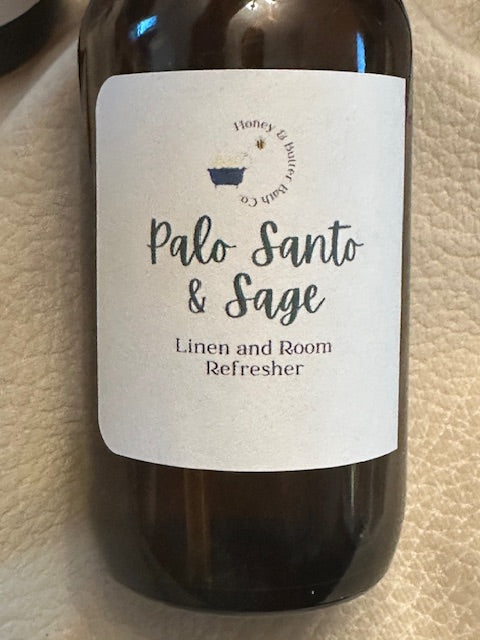 Honey & Butter Bath Co.
Palo Santo
& Sage
Linen and Room
Refresher